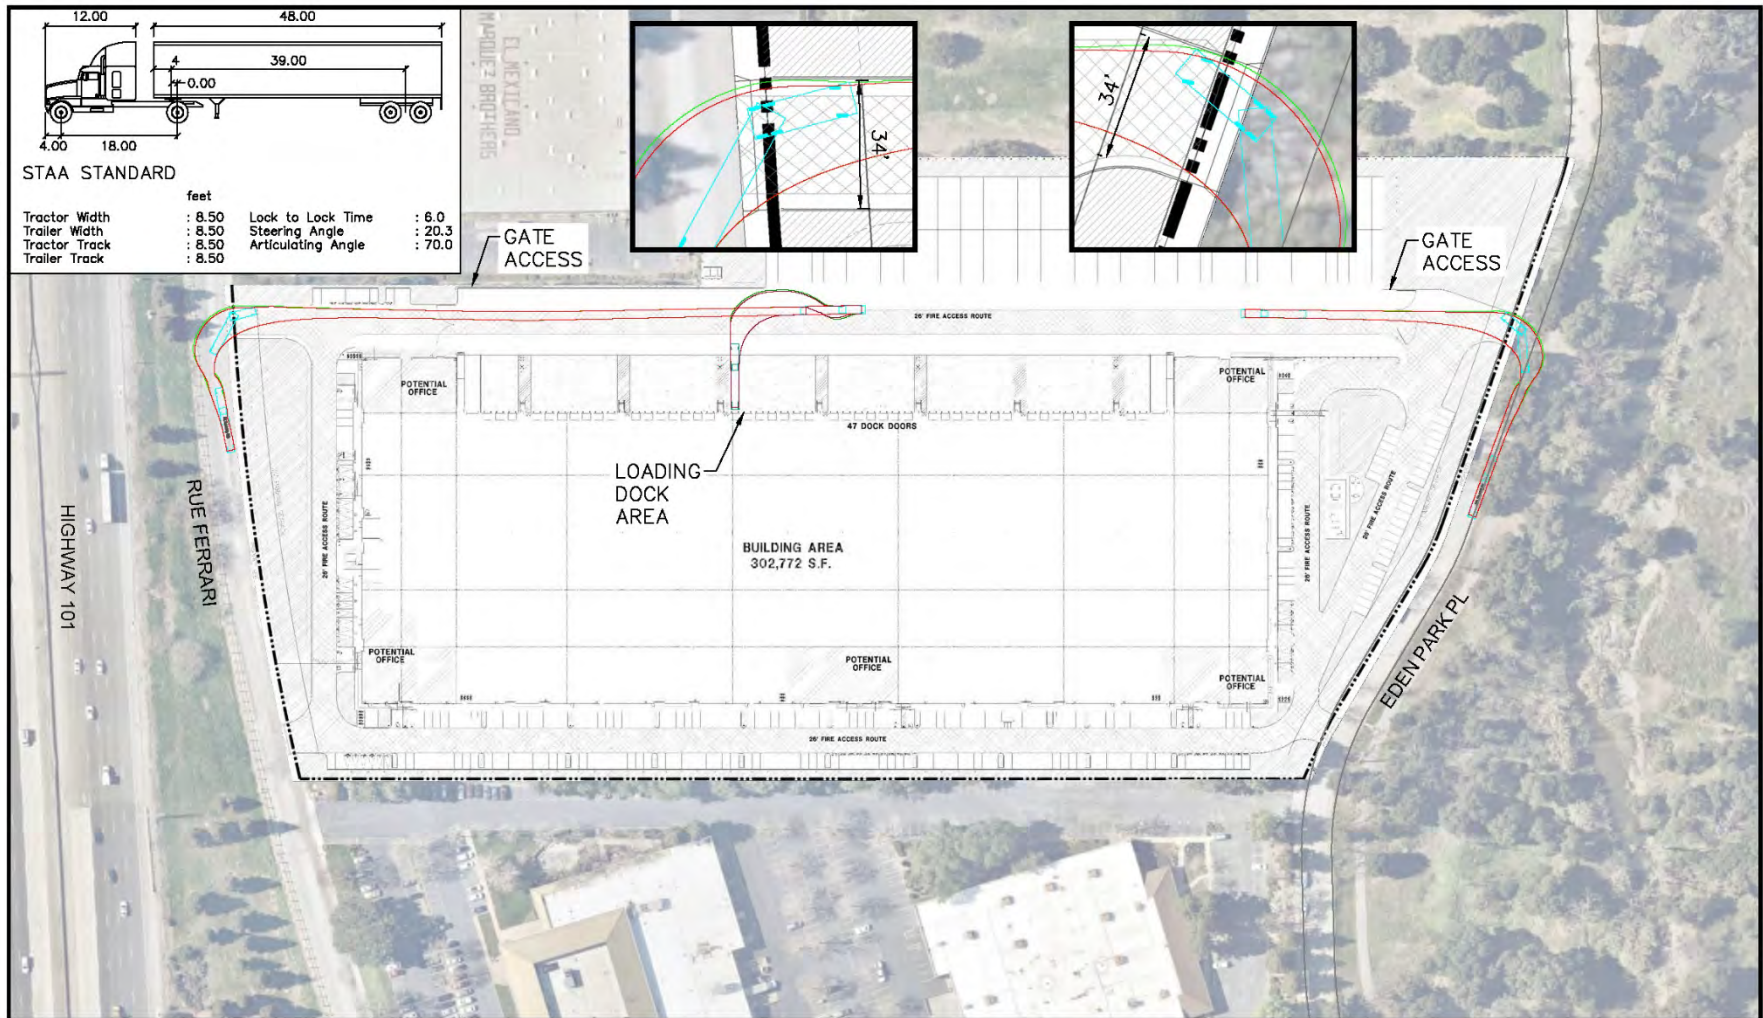 12.00
48.00
4
39.00
0.00
4.00
18.00
STAA STANDARD
feet
Tractor Width : 8.50
Trailer Width : 8.50
Tractor Track : 8.50
Trailer Track : 8.50
Lock to Lock Time : 6.0
Steering Angle : 20.3
Articulating Angle : 70.0
EL MEXICANO -
MARQUEZ BROTHERS
34'
34'
GATE
ACCESS
GATE
ACCESS
26' FIRE ACCESS ROUTE
POTENTIAL
OFFICE
POTENTIAL
OFFICE
47 DOCK DOORS
LOADING
DOCK
AREA
HIGHWAY 101
RUE FERRARI
26' FIRE ACCESS ROUTE
BUILDING AREA
302,772 S.F.
26' FIRE ACCESS ROUTE
26' FIRE ACCESS ROUTE
EDEN PARK PL
POTENTIAL
OFFICE
POTENTIAL
OFFICE
POTENTIAL
OFFICE
26' FIRE ACCESS ROUTE